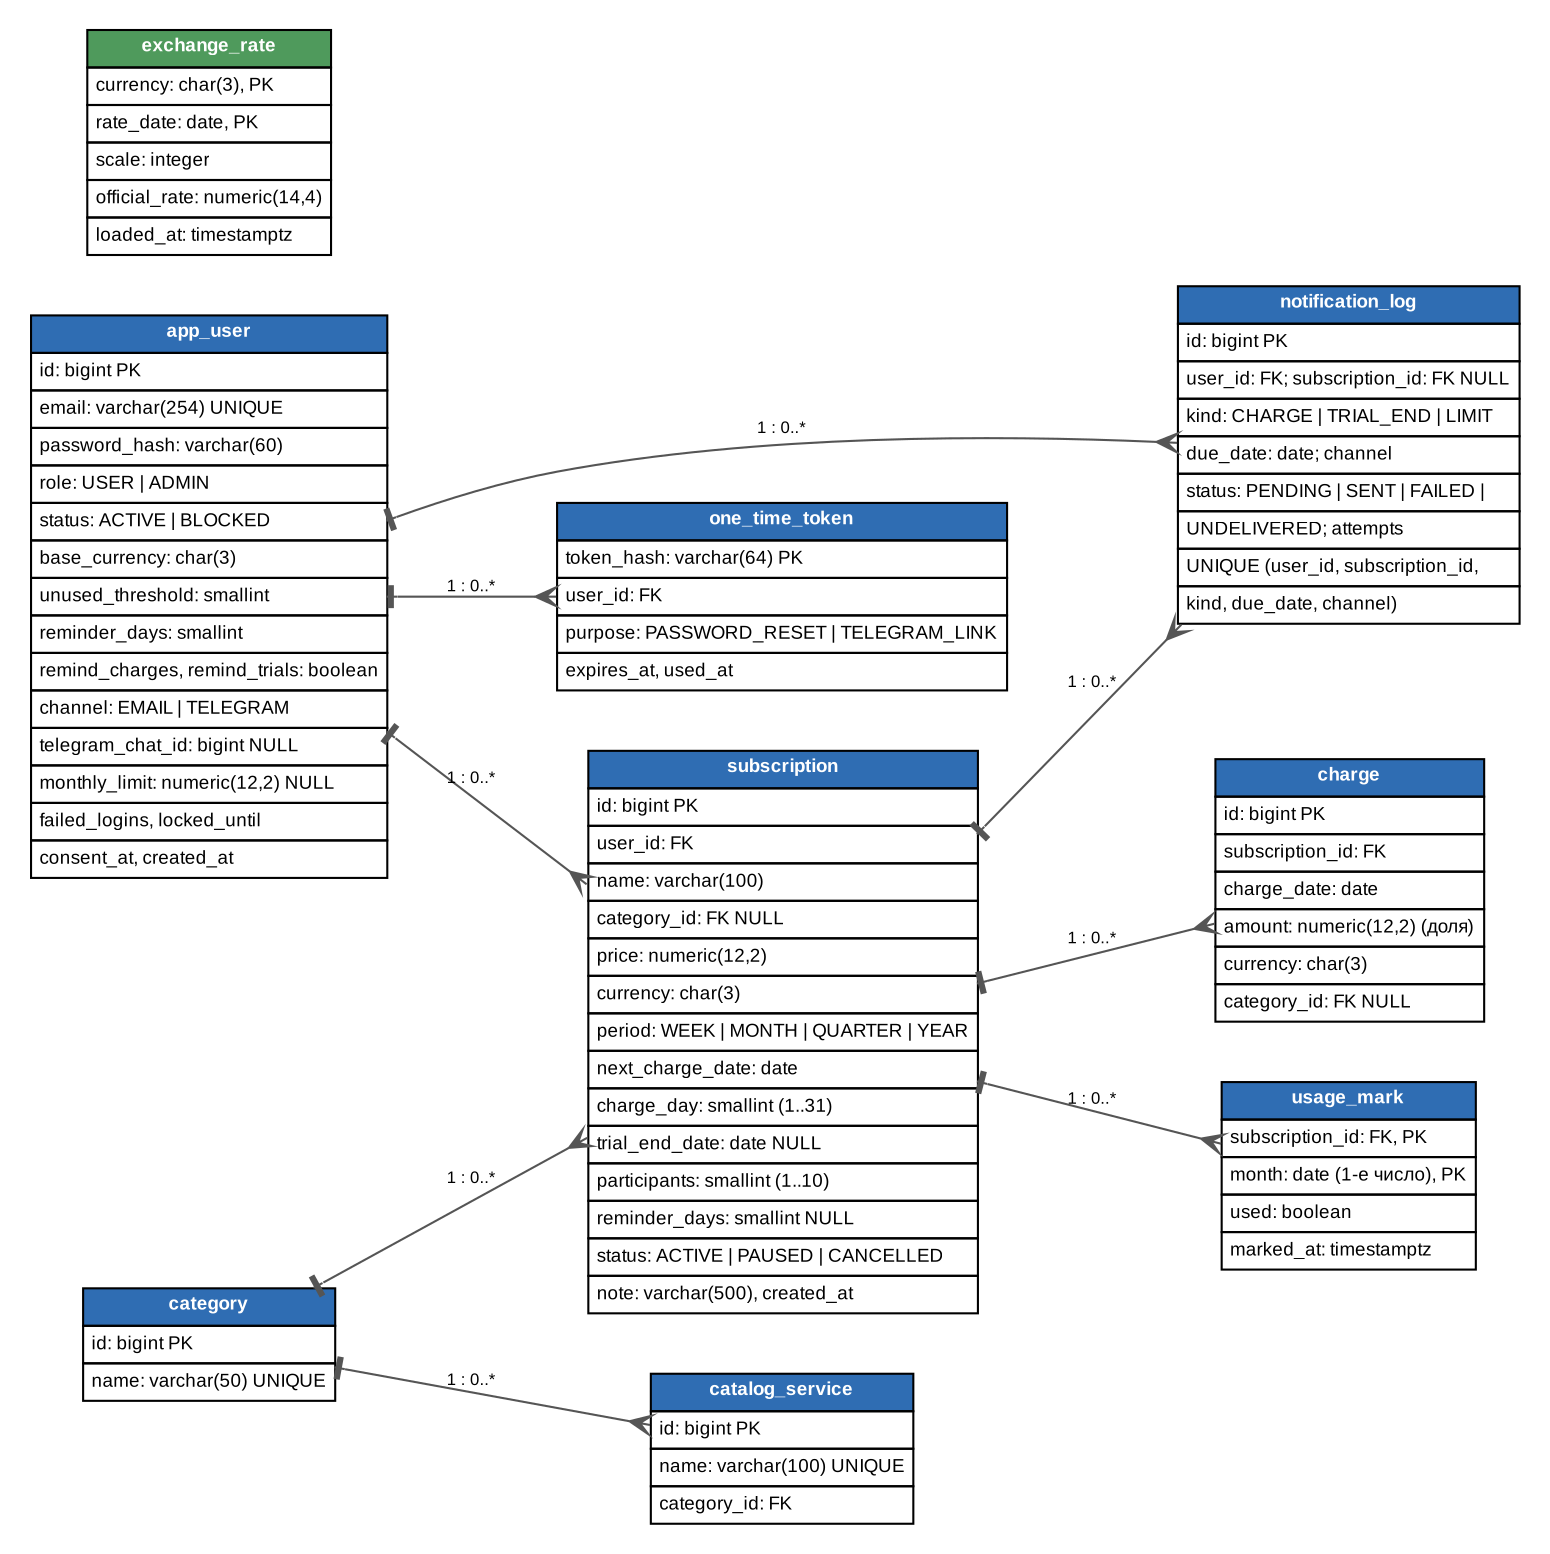 exchange_rate
currency: char(3), PK
rate_date: date, PK
scale: integer
official_rate: numeric(14,4)
loaded_at: timestamptz
app_user
id: bigint PK
email: varchar(254) UNIQUE
password_hash: varchar(60)
role: USER | ADMIN
status: ACTIVE | BLOCKED
base_currency: char(3)
unused_threshold: smallint
reminder_days: smallint
remind_charges, remind_trials: boolean
channel: EMAIL | TELEGRAM
telegram_chat_id: bigint NULL
monthly_limit: numeric(12,2) NULL
failed_logins, locked_until
consent_at, created_at
1 : 0..*
1 : 0..*
1 : 0..*
notification_log
id: bigint PK
user_id: FK; subscription_id: FK NULL
kind: CHARGE | TRIAL_END | LIMIT
due_date: date; channel
status: PENDING | SENT | FAILED |
UNDELIVERED; attempts
UNIQUE (user_id, subscription_id,
kind, due_date, channel)
one_time_token
token_hash: varchar(64) PK
user_id: FK
purpose: PASSWORD_RESET | TELEGRAM_LINK
expires_at, used_at
subscription
id: bigint PK
user_id: FK
name: varchar(100)
category_id: FK NULL
price: numeric(12,2)
currency: char(3)
period: WEEK | MONTH | QUARTER | YEAR
next_charge_date: date
charge_day: smallint (1..31)
trial_end_date: date NULL
participants: smallint (1..10)
reminder_days: smallint NULL
status: ACTIVE | PAUSED | CANCELLED
note: varchar(500), created_at
1 : 0..*
1 : 0..*
1 : 0..*
charge
id: bigint PK
subscription_id: FK
charge_date: date
amount: numeric(12,2) (доля)
currency: char(3)
category_id: FK NULL
usage_mark
subscription_id: FK, PK
month: date (1-е число), PK
used: boolean
marked_at: timestamptz
1 : 0..*
category
id: bigint PK
name: varchar(50) UNIQUE
1 : 0..*
catalog_service
id: bigint PK
name: varchar(100) UNIQUE
category_id: FK